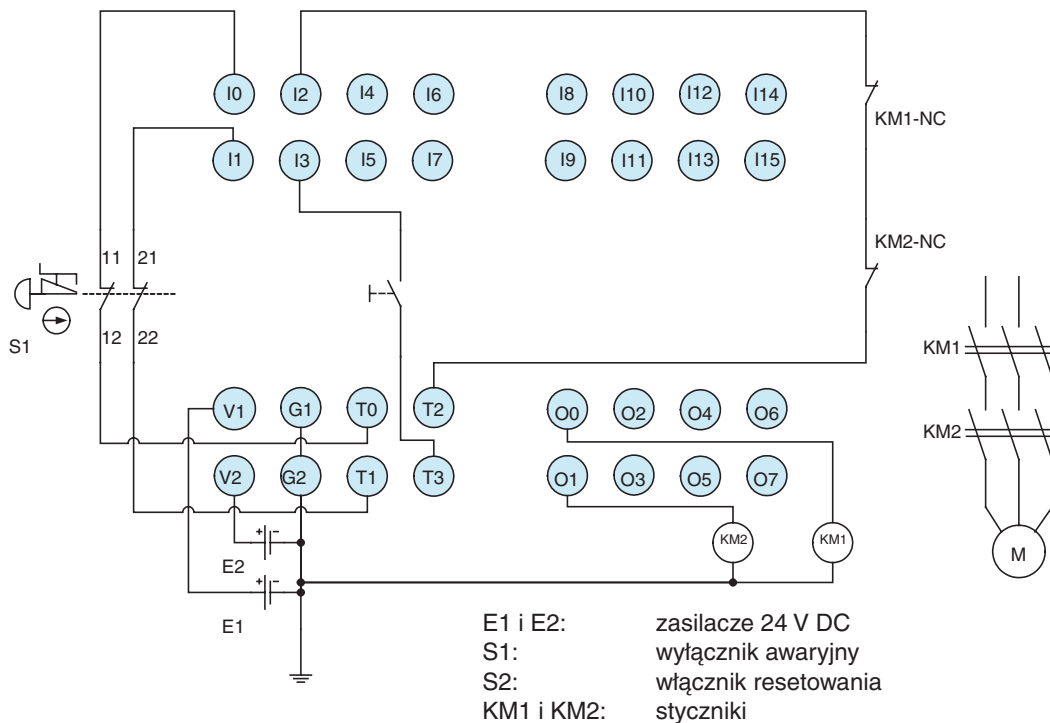 I0 I2 I4 I6 I8 I10 I12 I14
KM1-NC
I1 I3 I5 I7 I9 I11 I13 I15
KM2-NC
11 21
12 22
S1
KM1
V1 G1 T0 T2 O0 O2 O4 O6
KM2
V2 G2 T1 T3 O1 O3 O5 O7
+ - KM2 KM1 M
E2
+ -
E1
E1 i E2: zasilacze 24 V DC
S1: wyłącznik awaryjny
S2: włącznik resetowania
KM1 i KM2: styczniki